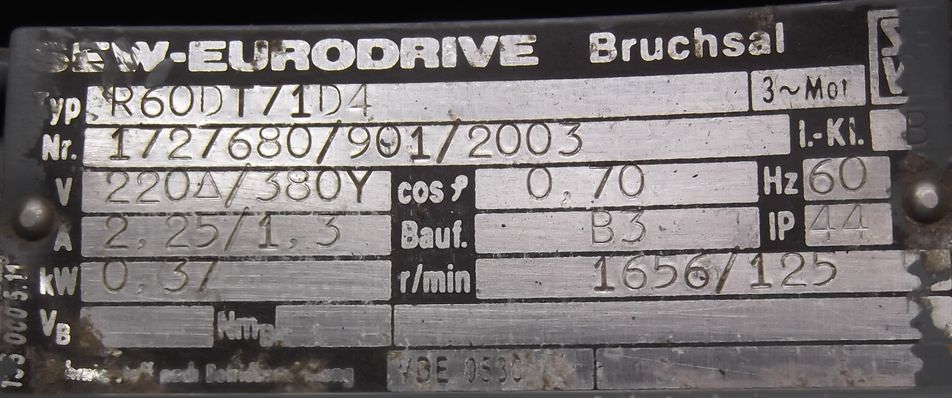 SEW-EURODRIVE Bruchsal
Typ R60DT71D4 3~Mot
Nr. 1727680/901/2003 I.-Kl. B
V 220Δ/380Y cos φ 0,70 Hz 60
A 2,25/1,3 Bauf. B3 IP 44
kW 0,37 r/min 1656/125
VB Nm
VDE 0530